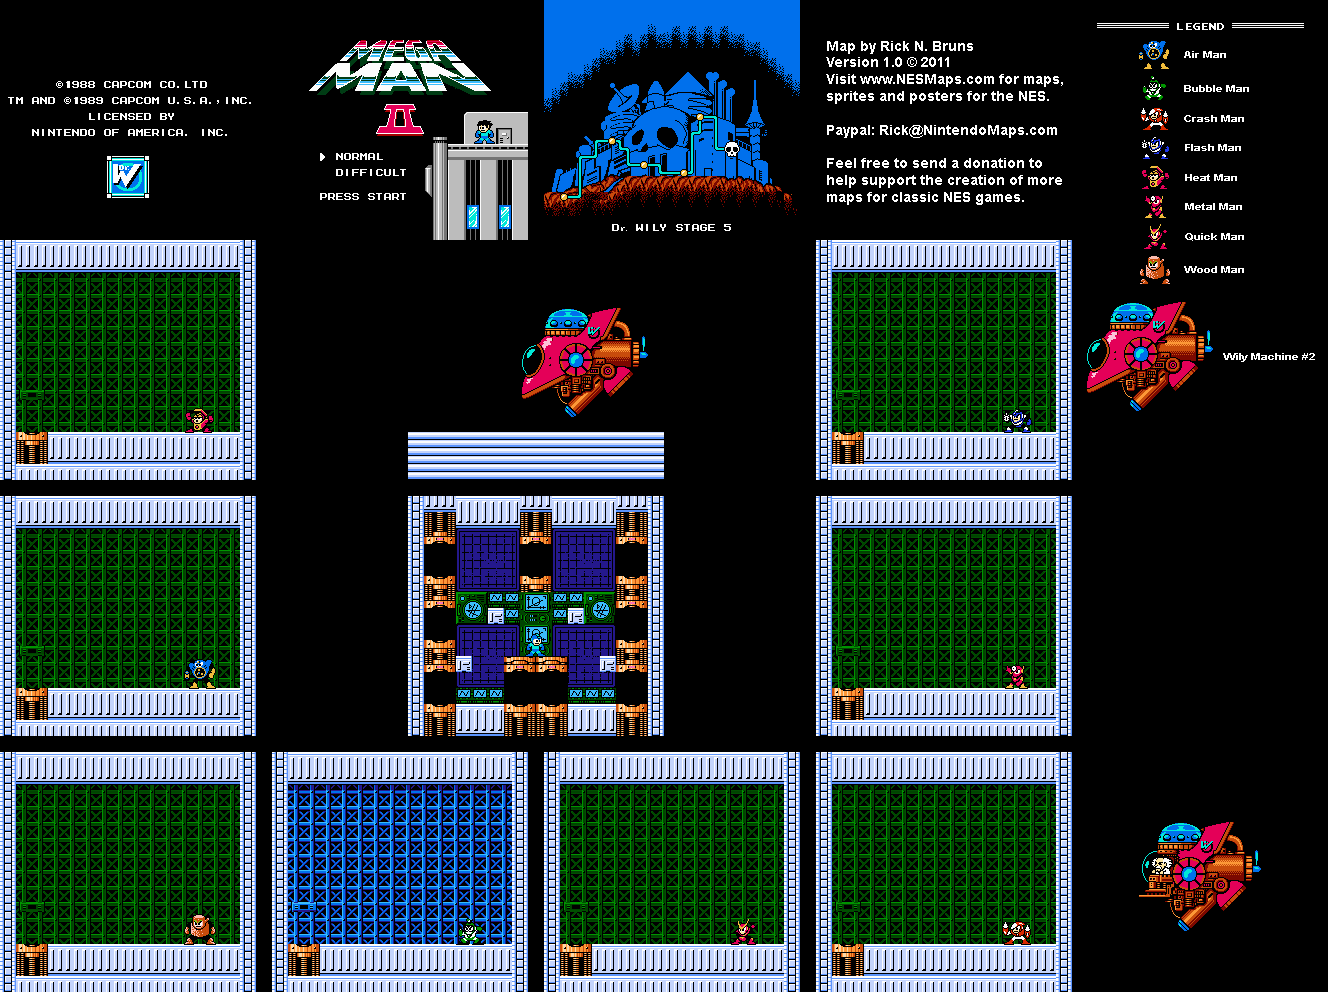 ©1988 CAPCOM CO.LTD
TM AND ©1989 CAPCOM U.S.A.,INC.
LICENSED BY
NINTENDO OF AMERICA. INC.
DR.
W
MEGA
MAN
II
NORMAL
DIFFICULT
PRESS START
Dr. WILY STAGE 5
Map by Rick N. Bruns
Version 1.0 © 2011
Visit www.NESMaps.com for maps,
sprites and posters for the NES.
Paypal: Rick@NintendoMaps.com
Feel free to send a donation to
help support the creation of more
maps for classic NES games.
LEGEND
Air Man
Bubble Man
Crash Man
Flash Man
Heat Man
Metal Man
Quick Man
Wood Man
Wily Machine #2